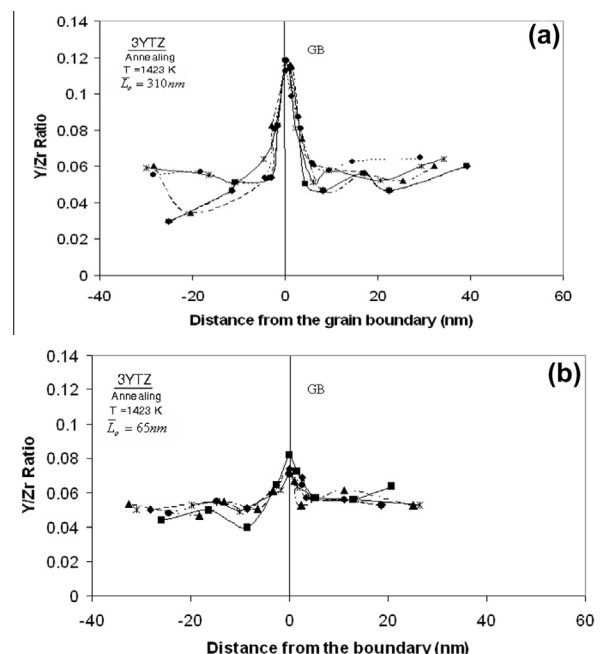 (a)
0.14
0.12
0.1
0.08
0.06
0.04
0.02
0
Y/Zr Ratio
3YTZ
Annealing
T =1423 K
L̅o = 310nm
GB
-40
-20
0
20
40
60
Distance from the grain boundary (nm)
(b)
0.14
0.12
0.1
0.08
0.06
0.04
0.02
0
Y/Zr Ratio
3YTZ
Annealing
T =1423 K
L̅o = 65nm
GB
-40
-20
0
20
40
60
Distance from the boundary (nm)